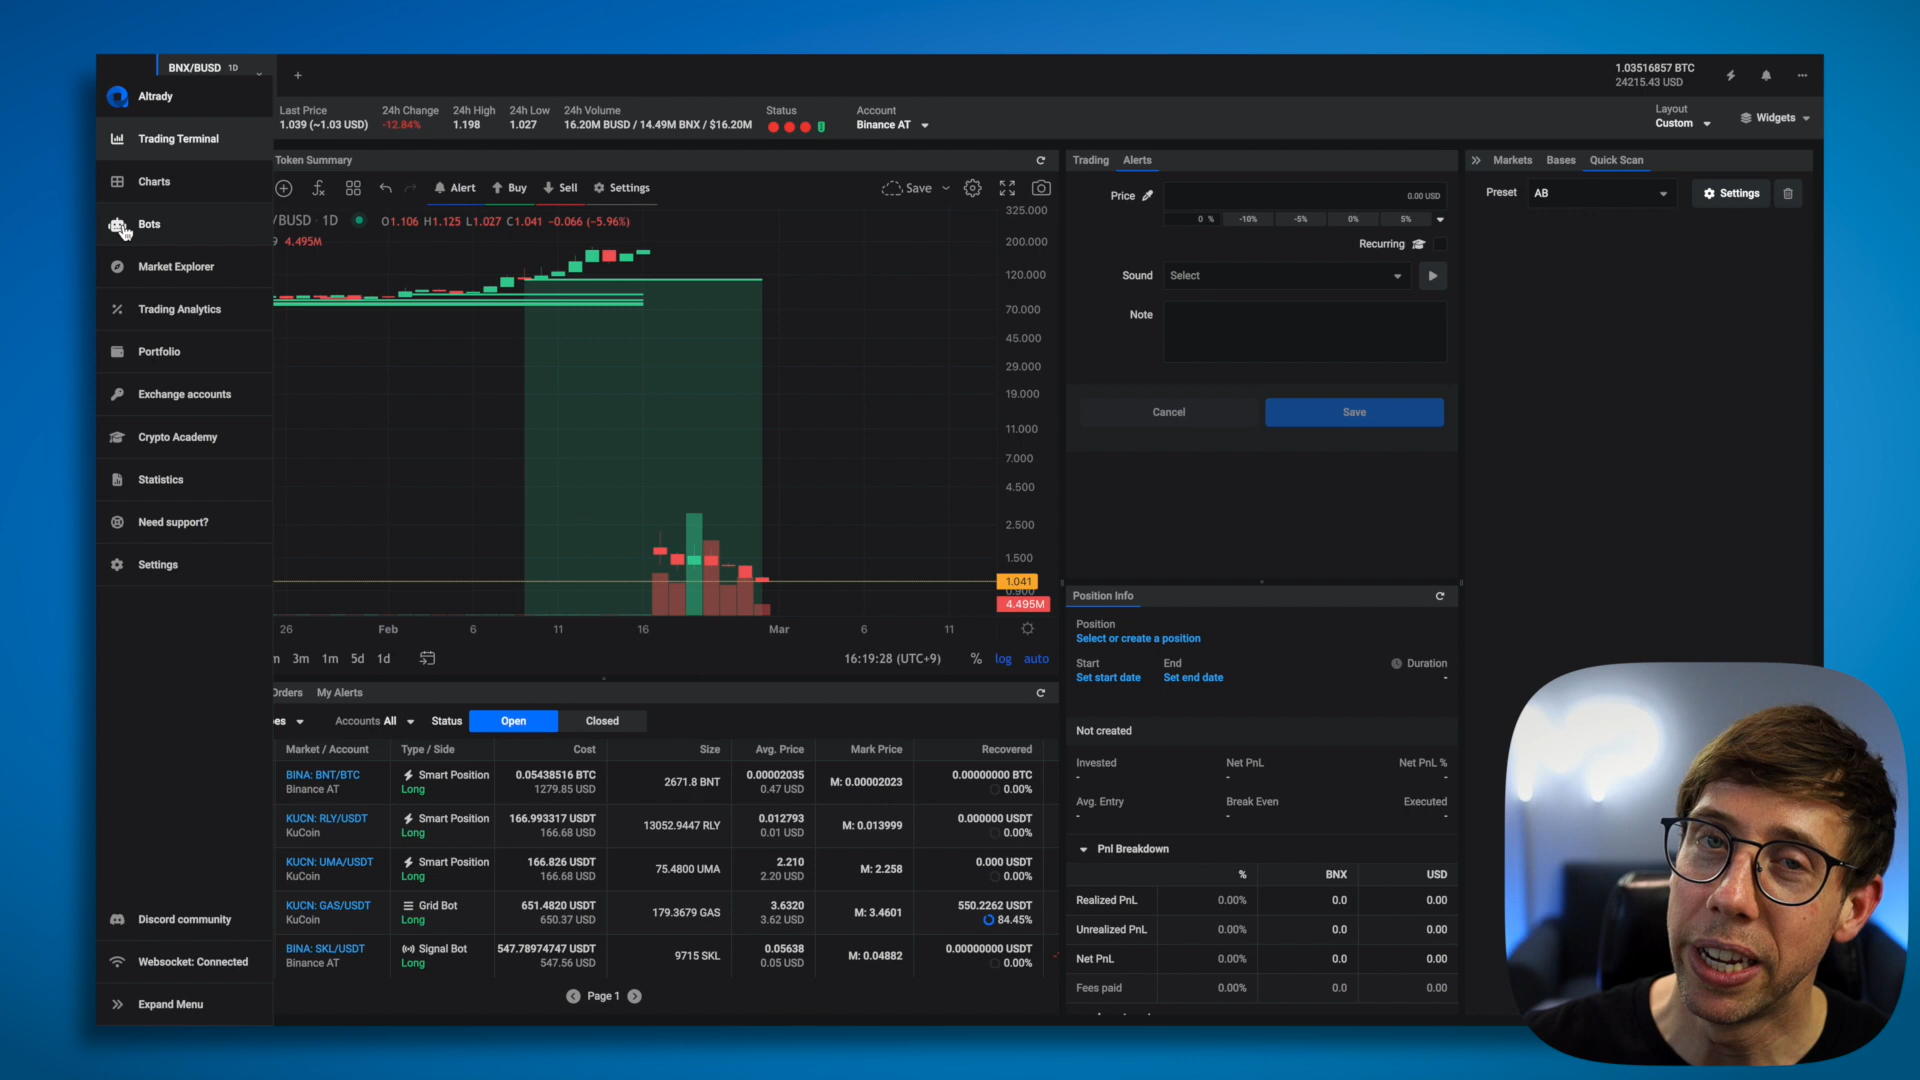 BNX/BUSD 1D
1.03516857 BTC
24215.43 USD
Altrady
Trading Terminal
Charts
Bots
Market Explorer
Trading Analytics
Portfolio
Exchange accounts
Crypto Academy
Statistics
Need support?
Settings
Discord community
Websocket: Connected
Expand Menu
Last Price
1.039 (~1.03 USD)
24h Change
-12.84%
24h High
1.198
24h Low
1.027
24h Volume
16.20M BUSD / 14.49M BNX / $16.20M
Status
Account
Binance AT
Layout
Custom
Widgets
Token Summary
Alert Buy Sell Settings
Save
/BUSD · 1D O1.106 H1.125 L1.027 C1.041 -0.066 (-5.96%)
9 4.495M
325.000
200.000
120.000
70.000
45.000
29.000
19.000
11.000
7.000
4.500
2.500
1.500
1.041
0.900
4.495M
26 Feb 6 11 16 Mar 6 11
3m 1m 5d 1d
16:19:28 (UTC+9) % log auto
Orders My Alerts
es Accounts All Status Open Closed
Market / Account Type / Side Cost Size Avg. Price Mark Price Recovered
BINA: BNT/BTC Smart Position 0.05438516 BTC 2671.8 BNT 0.00002035 M: 0.00002023 0.00000000 BTC
Binance AT Long 1279.85 USD 0.47 USD 0.00%
KUCN: RLY/USDT Smart Position 166.993317 USDT 13052.9447 RLY 0.012793 M: 0.013999 0.000000 USDT
KuCoin Long 166.68 USD 0.01 USD 0.00%
KUCN: UMA/USDT Smart Position 166.826 USDT 75.4800 UMA 2.210 M: 2.258 0.000 USDT
KuCoin Long 166.68 USD 2.20 USD 0.00%
KUCN: GAS/USDT Grid Bot 651.4820 USDT 179.3679 GAS 3.6320 M: 3.4601 550.2262 USDT
KuCoin Long 650.37 USD 3.62 USD 84.45%
BINA: SKL/USDT Signal Bot 547.78974747 USDT 9715 SKL 0.05638 M: 0.04882 0.00000000 USDT
Binance AT Long 547.56 USD 0.05 USD 0.00%
Page 1
Trading Alerts
Price 0.00 USD
0 % -10% -5% 0% 5%
Recurring
Sound Select
Note
Cancel Save
Position Info
Position
Select or create a position
Start End Duration
Set start date Set end date -
Not created
Invested Net PnL Net PnL %
- - -
Avg. Entry Break Even Executed
- - -
Pnl Breakdown
% BNX USD
Realized PnL 0.00% 0.0 0.00
Unrealized PnL 0.00% 0.0 0.00
Net PnL 0.00% 0.0 0.00
Fees paid 0.00% 0.0 0.00
Markets Bases Quick Scan
Preset AB Settings